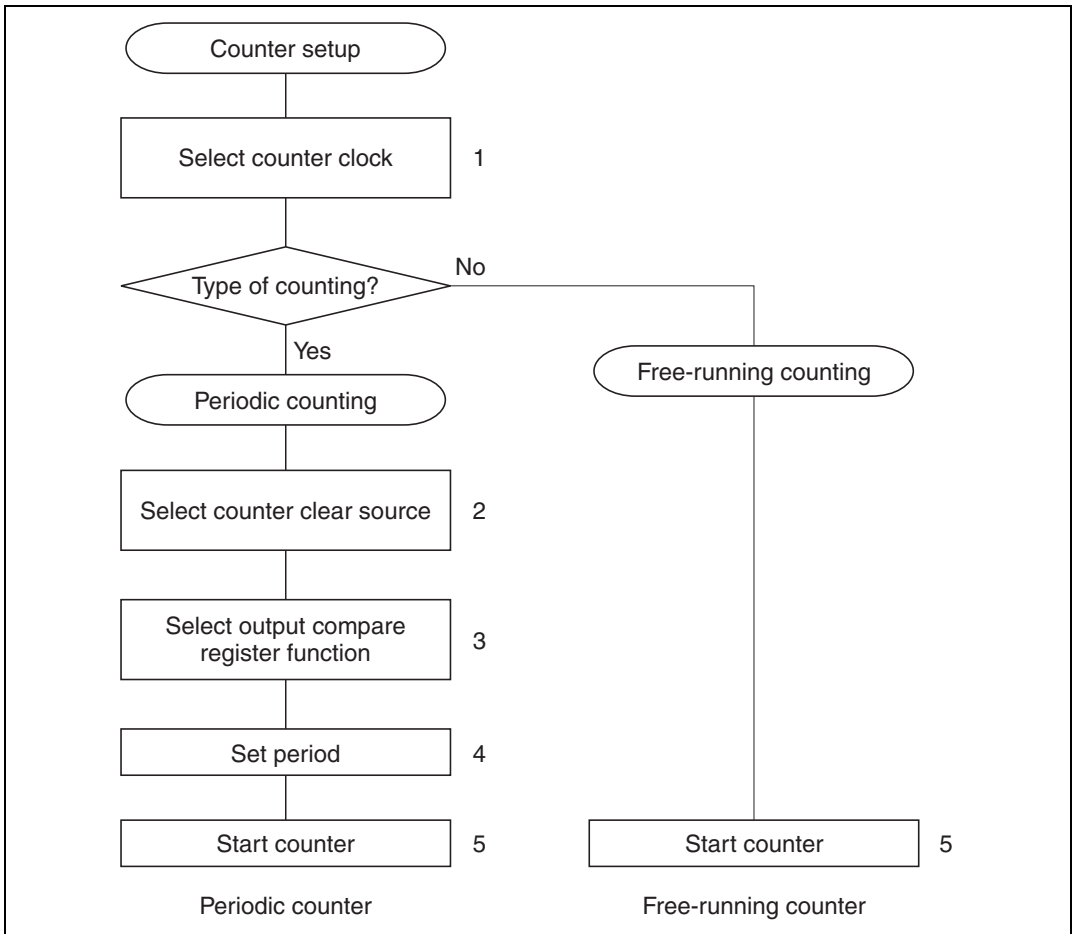 Counter setup
Select counter clock
1
Type of counting?
No
Yes
Free-running counting
Periodic counting
Select counter clear source
2
Select output compare
register function
3
Set period
4
Start counter
5
Start counter
5
Periodic counter
Free-running counter